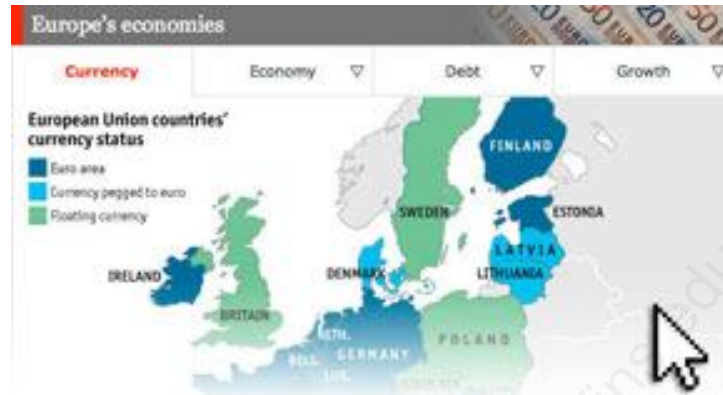 Europe's economies
Currency
Economy
Debt
Growth
European Union countries'
currency status
Euro area
Currency pegged to euro
Floating currency
FINLAND
SWEDEN
ESTONIA
LATVIA
LITHUANIA
IRELAND
DENMARK
BRITAIN
POLAND
NETH.
GERMANY
BELG.
LUX.